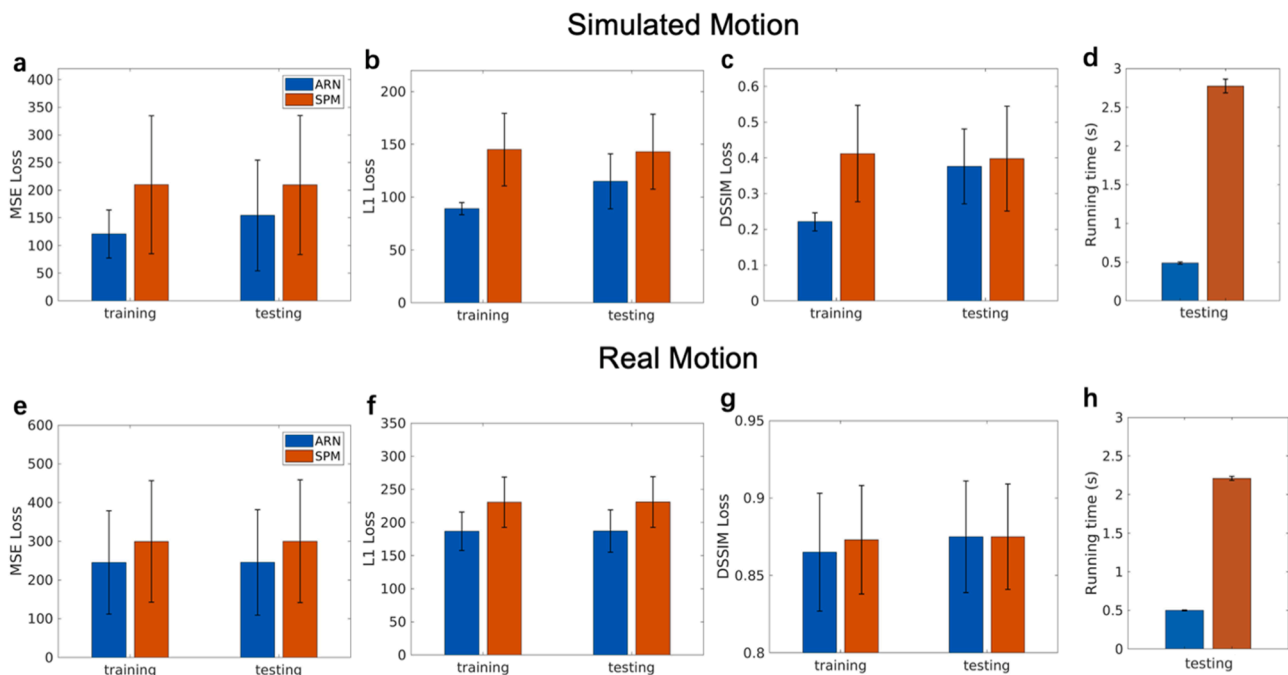 Simulated Motion
a
400
350
300
250
200
150
100
50
0
MSE Loss
ARN
SPM
training
testing
b
200
150
100
50
0
L1 Loss
training
testing
c
0.6
0.5
0.4
0.3
0.2
0.1
0
DSSIM Loss
training
testing
d
3
2.5
2
1.5
1
0.5
0
Running time (s)
testing
Real Motion
e
600
500
400
300
200
100
0
MSE Loss
ARN
SPM
training
testing
f
350
300
250
200
150
100
50
0
L1 Loss
training
testing
g
0.95
0.9
0.85
0.8
DSSIM Loss
training
testing
h
3
2.5
2
1.5
1
0.5
0
Running time (s)
testing